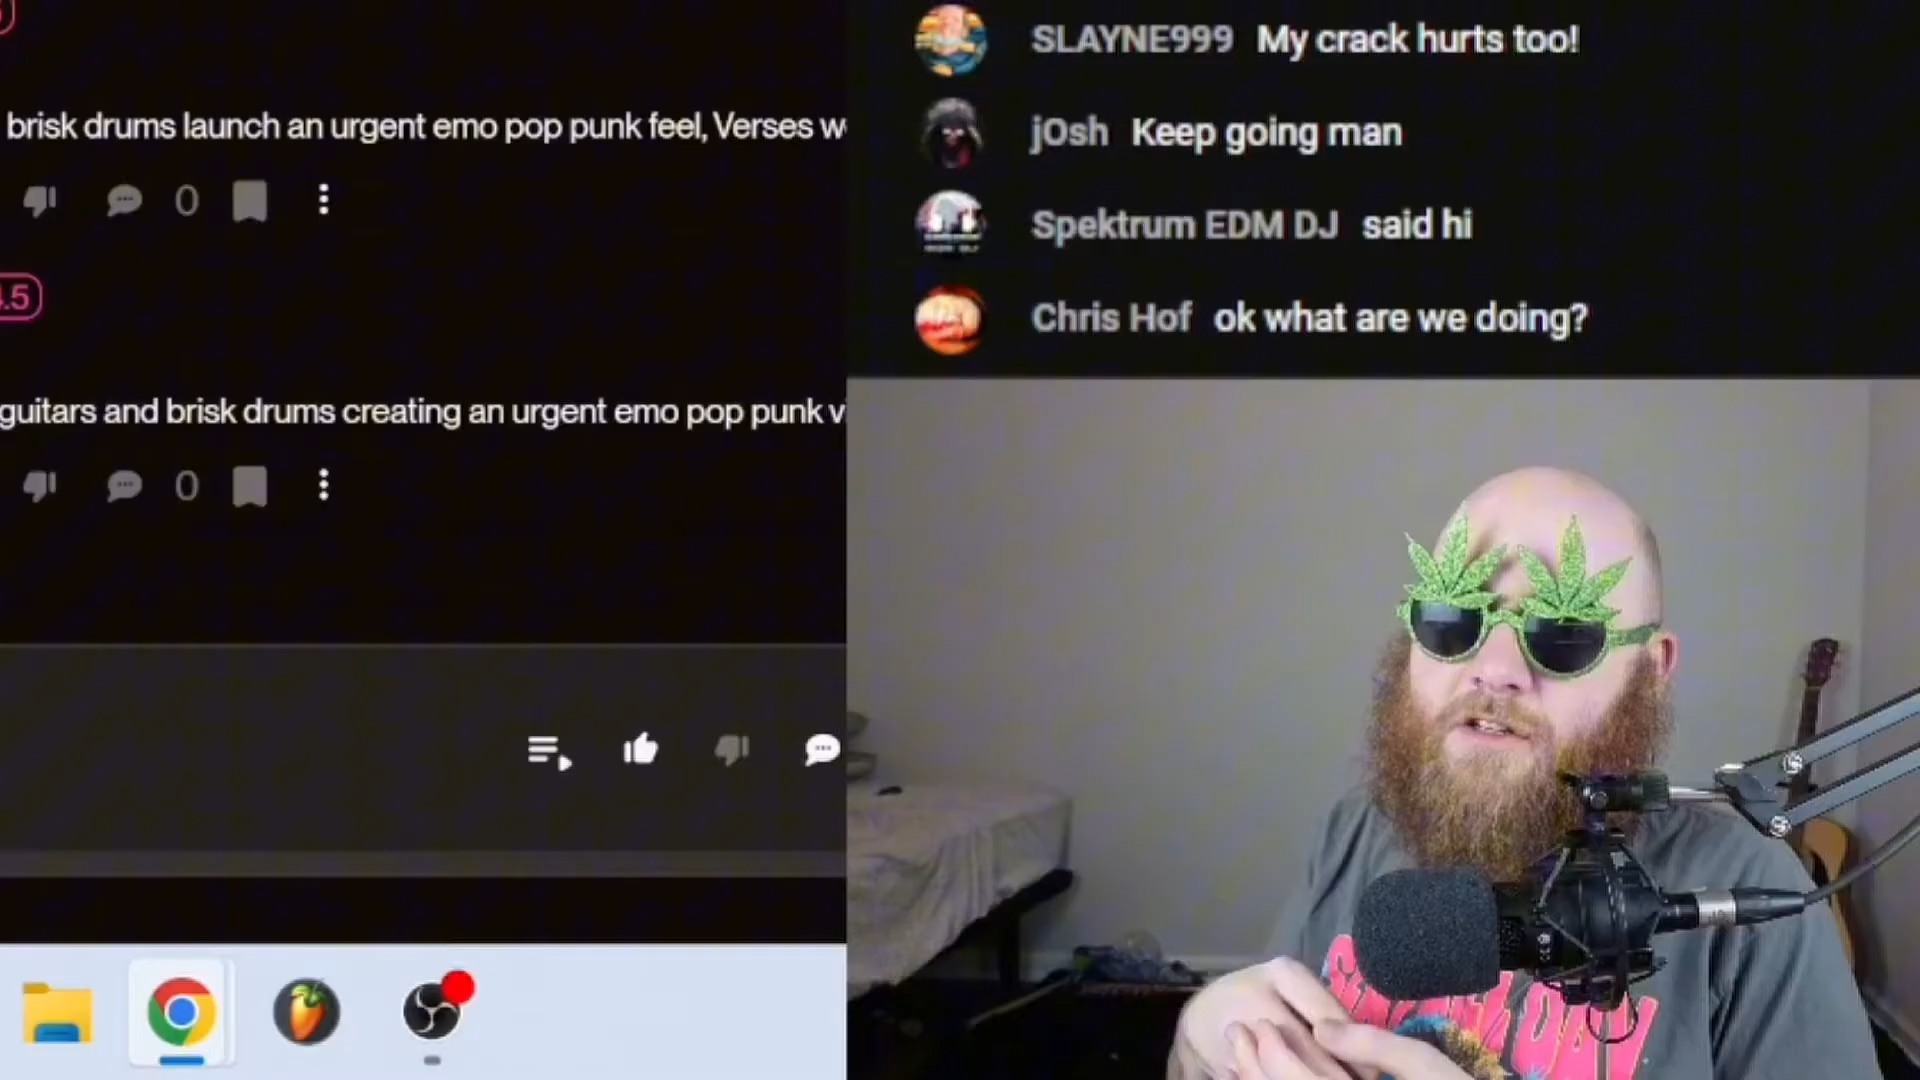 brisk drums launch an urgent emo pop punk feel, Verses w
0
.5
guitars and brisk drums creating an urgent emo pop punk v
0
SLAYNE999 My crack hurts too!
jOsh Keep going man
Spektrum EDM DJ said hi
Chris Hof ok what are we doing?